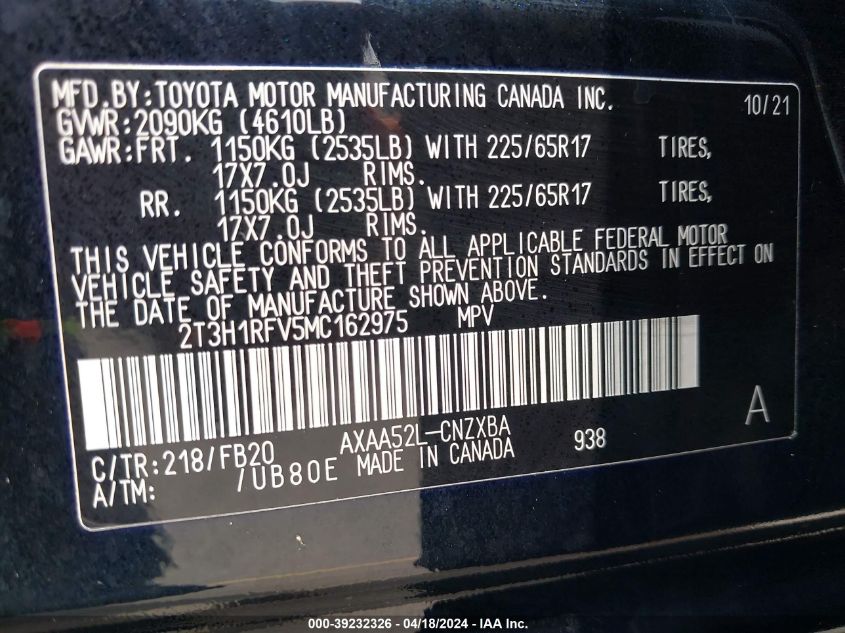 MFD.BY:TOYOTA MOTOR MANUFACTURING CANADA INC. 10/21
GVWR:2090KG (4610LB)
GAWR:FRT. 1150KG (2535LB) WITH 225/65R17 TIRES,
17X7.0J RIMS.
RR. 1150KG (2535LB) WITH 225/65R17 TIRES,
17X7.0J RIMS.
THIS VEHICLE CONFORMS TO ALL APPLICABLE FEDERAL MOTOR
VEHICLE SAFETY AND THEFT PREVENTION STANDARDS IN EFFECT ON
THE DATE OF MANUFACTURE SHOWN ABOVE.
2T3H1RFV5MC162975 MPV
A
C/TR:218/FB20 AXAA52L-CNZXBA 938
A/TM: /UB80E MADE IN CANADA
000-39232326 - 04/18/2024 - IAA Inc.